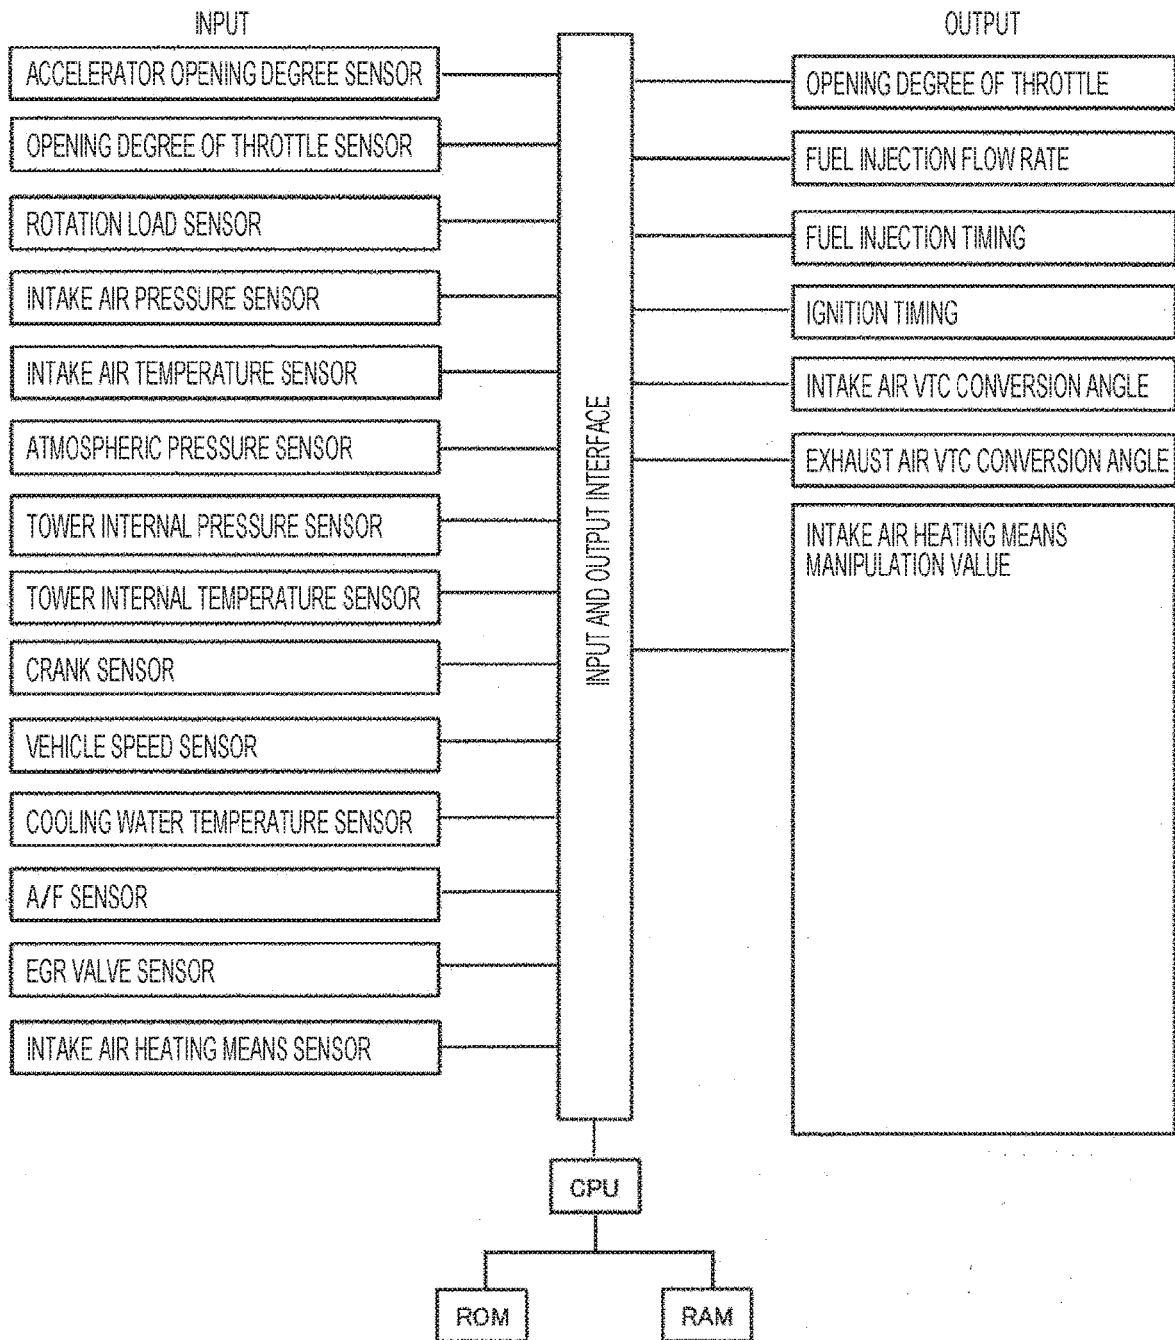 INPUT
ACCELERATOR OPENING DEGREE SENSOR
OPENING DEGREE OF THROTTLE SENSOR
ROTATION LOAD SENSOR
INTAKE AIR PRESSURE SENSOR
INTAKE AIR TEMPERATURE SENSOR
ATMOSPHERIC PRESSURE SENSOR
TOWER INTERNAL PRESSURE SENSOR
TOWER INTERNAL TEMPERATURE SENSOR
CRANK SENSOR
VEHICLE SPEED SENSOR
COOLING WATER TEMPERATURE SENSOR
A/F SENSOR
EGR VALVE SENSOR
INTAKE AIR HEATING MEANS SENSOR
INPUT AND OUTPUT INTERFACE
OUTPUT
OPENING DEGREE OF THROTTLE
FUEL INJECTION FLOW RATE
FUEL INJECTION TIMING
IGNITION TIMING
INTAKE AIR VTC CONVERSION ANGLE
EXHAUST AIR VTC CONVERSION ANGLE
INTAKE AIR HEATING MEANS
MANIPULATION VALUE
CPU
ROM
RAM